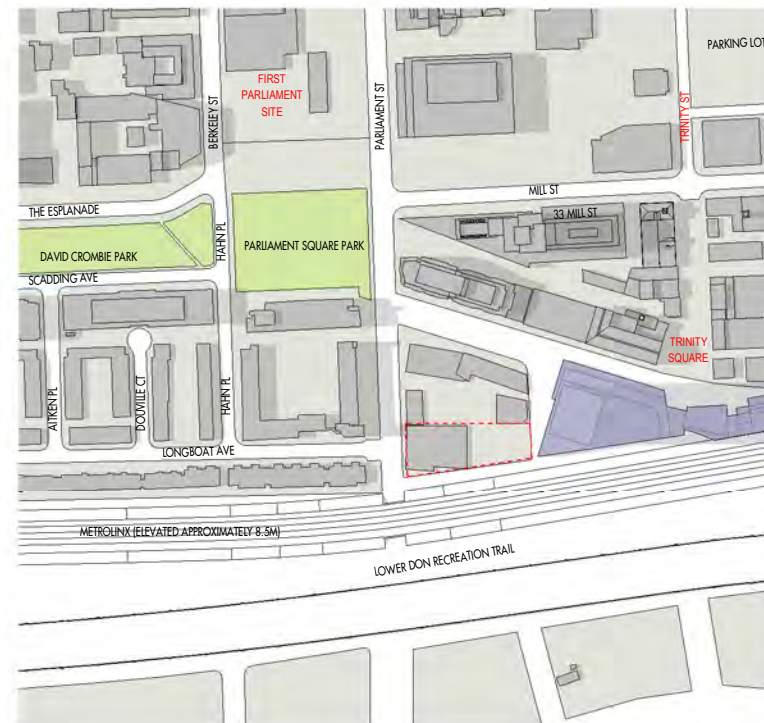 PARKING LOT
FIRST
PARLIAMENT
SITE
BERKELEY ST
PARLIAMENT ST
TRINITY ST
MILL ST
THE ESPLANADE
33 MILL ST
HAHN PL
DAVID CROMBIE PARK
PARLIAMENT SQUARE PARK
SCADDING AVE
TRINITY
SQUARE
AITKEN PL
DOUVILLE CT
HAHN PL
LONGBOAT AVE
METROLINX (ELEVATED APPROXIMATELY 8.5M)
LOWER DON RECREATION TRAIL